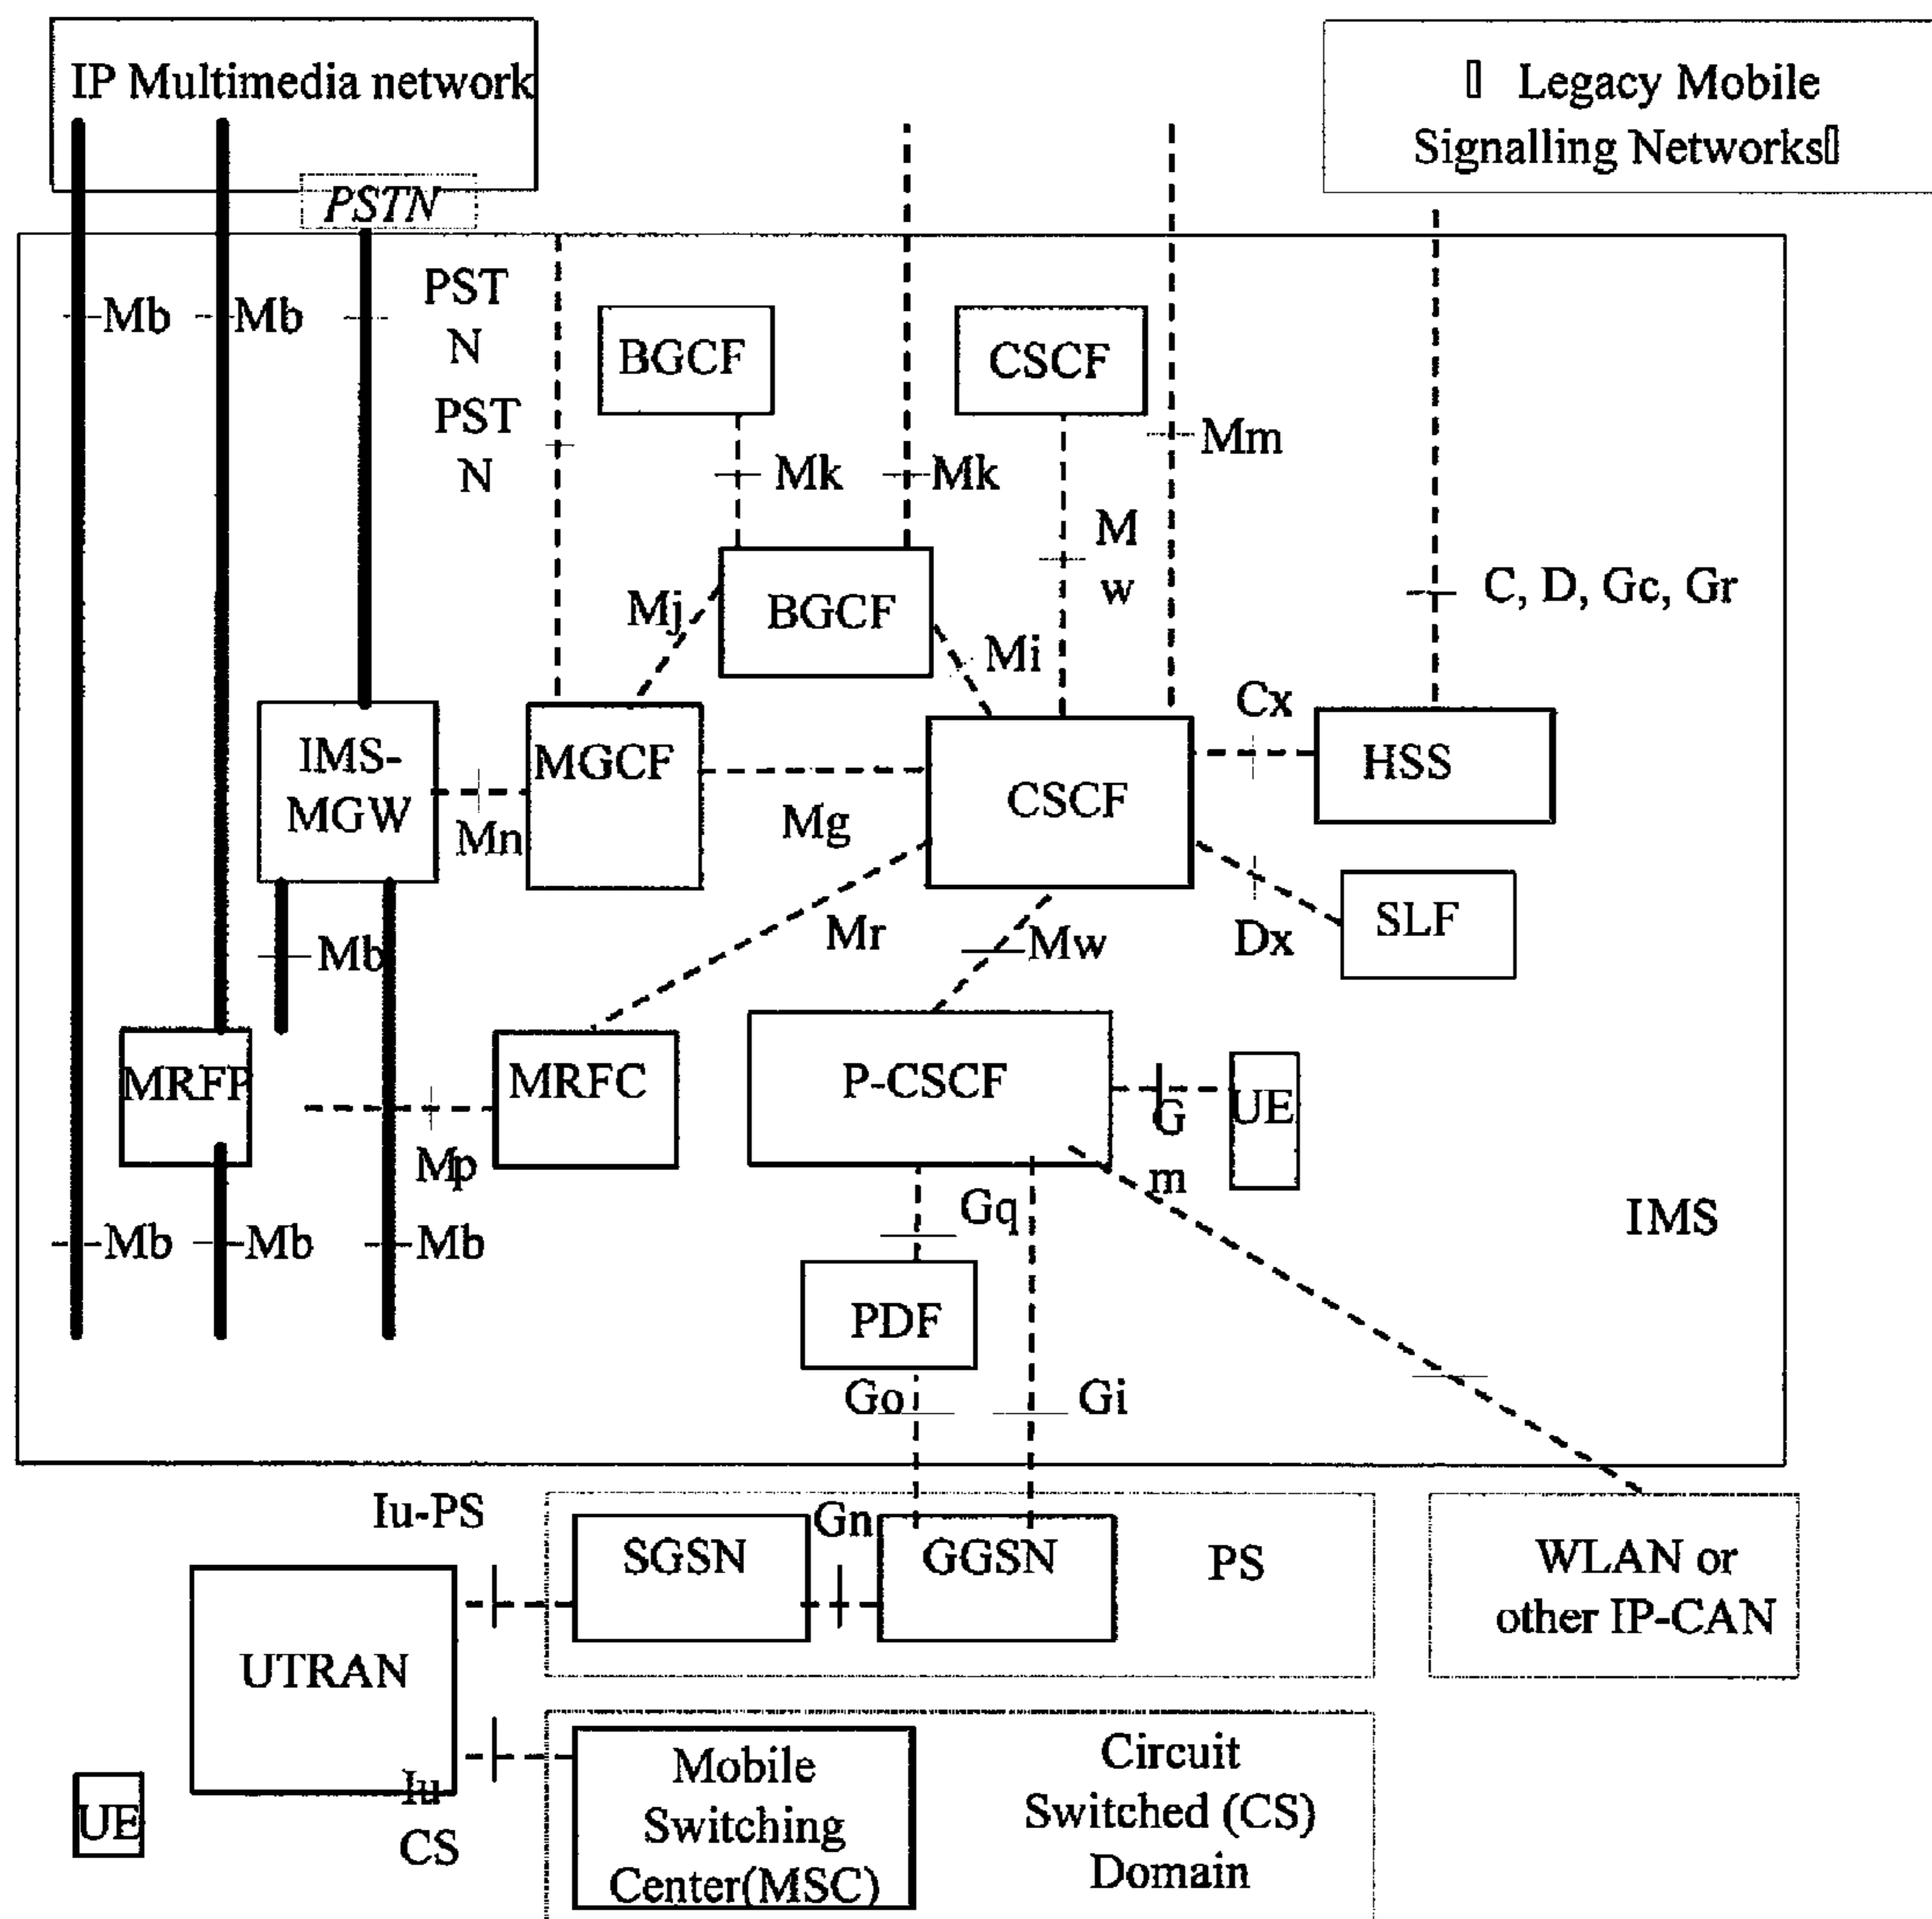 IP Multimedia network
Legacy Mobile
Signalling Networks
PSTN
PST
N
Mb
Mb
PST
N
BGCF
CSCF
Mm
Mk
Mk
M
w
C, D, Gc, Gr
Mj
BGCF
Mi
Cx
IMS-
MGW
MGCF
HSS
CSCF
Mn
Mg
SLF
Mr
Mw
Dx
Mb
MRFP
MRFC
P-CSCF
UE
G
m
Mp
Gq
IMS
Mb
Mb
Mb
PDF
Go
Gi
Iu-PS
Gn
SGSN
GGSN
PS
WLAN or
other IP-CAN
UTRAN
Iu
CS
UE
Mobile
Switching
Center(MSC)
Circuit
Switched (CS)
Domain